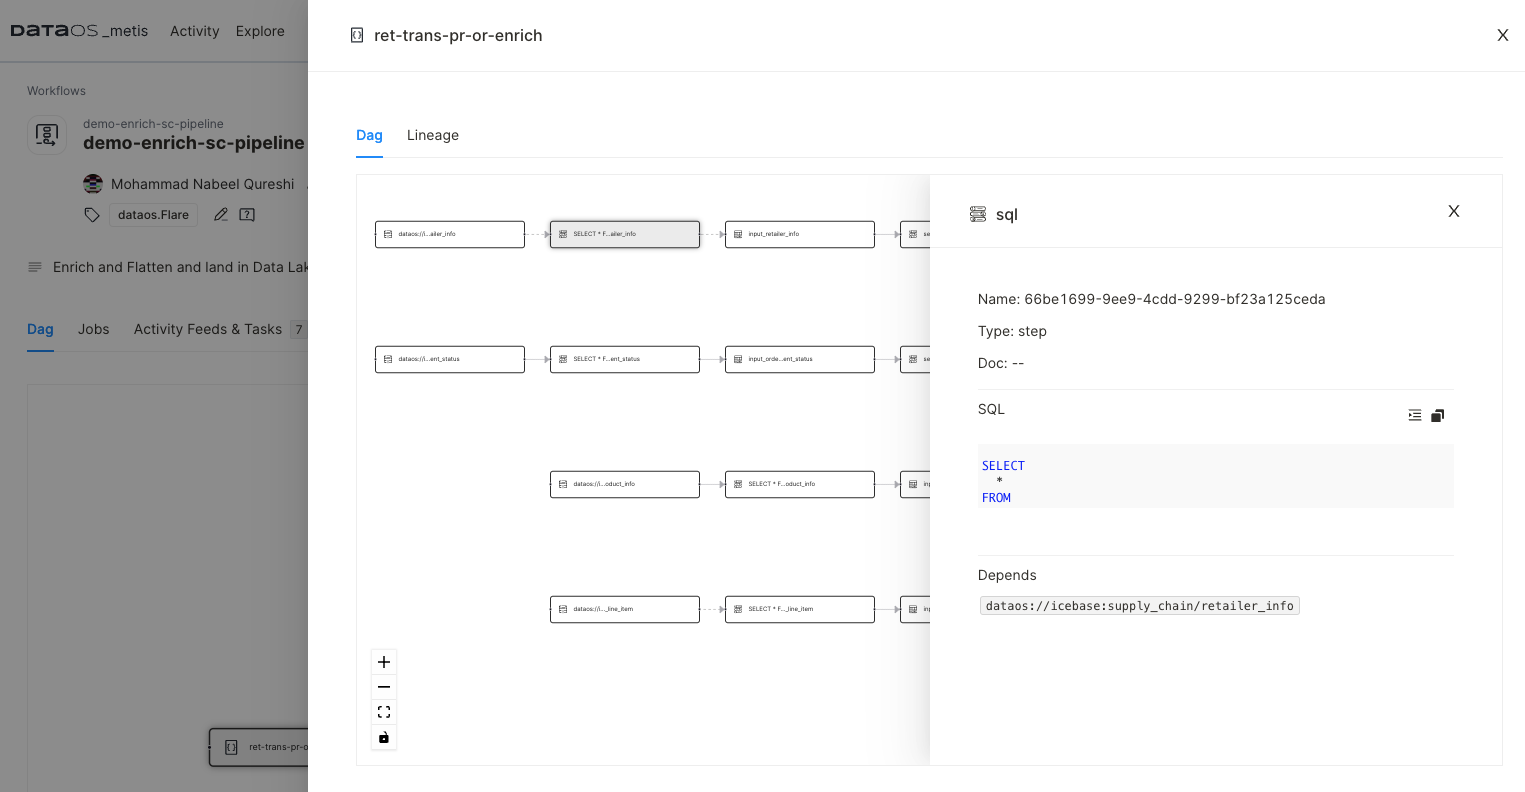 DATAOS _metis Activity Explore
Workflows
demo-enrich-sc-pipeline
demo-enrich-sc-pipeline
Mohammad Nabeel Qureshi
dataos.Flare
Enrich and Flatten and land in Data Lak
Dag Jobs Activity Feeds & Tasks 7
ret-trans-pr-o
ret-trans-pr-or-enrich
X
Dag Lineage
dataos://i...ailer_info SELECT * F...ailer_info input_retailer_info se
dataos://i...ent_status SELECT * F...ent_status input_orde...ent_status se
dataos://i...oduct_info SELECT * F...oduct_info inp
dataos://i..._line_item SELECT * F..._line_item inp
sql
X
Name: 66be1699-9ee9-4cdd-9299-bf23a125ceda
Type: step
Doc: --
SQL
SELECT
*
FROM
Depends
dataos://icebase:supply_chain/retailer_info